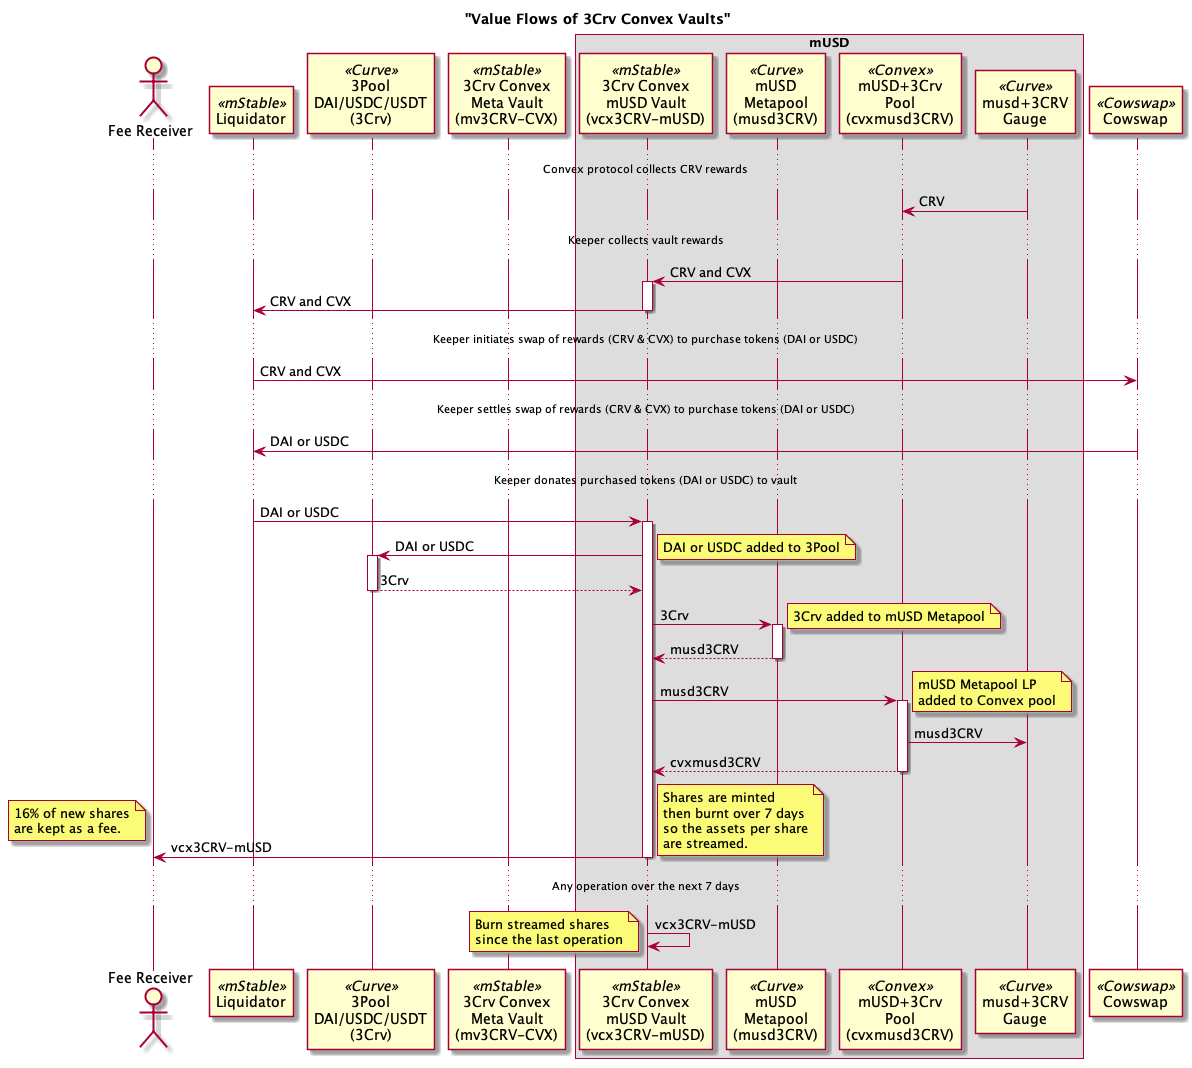 "Value Flows of 3Crv Convex Vaults"
mUSD
Fee Receiver
«mStable»
Liquidator
«Curve»
3Pool
DAI/USDC/USDT
(3Crv)
«mStable»
3Crv Convex
Meta Vault
(mv3CRV-CVX)
«mStable»
3Crv Convex
mUSD Vault
(vcx3CRV-mUSD)
«Curve»
mUSD
Metapool
(musd3CRV)
«Convex»
mUSD+3Crv
Pool
(cvxmusd3CRV)
«Curve»
musd+3CRV
Gauge
«Cowswap»
Cowswap
Convex protocol collects CRV rewards
CRV
Keeper collects vault rewards
CRV and CVX
CRV and CVX
Keeper initiates swap of rewards (CRV & CVX) to purchase tokens (DAI or USDC)
CRV and CVX
Keeper settles swap of rewards (CRV & CVX) to purchase tokens (DAI or USDC)
DAI or USDC
Keeper donates purchased tokens (DAI or USDC) to vault
DAI or USDC
DAI or USDC
DAI or USDC added to 3Pool
3Crv
3Crv
3Crv added to mUSD Metapool
musd3CRV
musd3CRV
mUSD Metapool LP
added to Convex pool
musd3CRV
cvxmusd3CRV
Shares are minted
then burnt over 7 days
so the assets per share
are streamed.
16% of new shares
are kept as a fee.
vcx3CRV-mUSD
Any operation over the next 7 days
Burn streamed shares
since the last operation
vcx3CRV-mUSD
Fee Receiver
«mStable»
Liquidator
«Curve»
3Pool
DAI/USDC/USDT
(3Crv)
«mStable»
3Crv Convex
Meta Vault
(mv3CRV-CVX)
«mStable»
3Crv Convex
mUSD Vault
(vcx3CRV-mUSD)
«Curve»
mUSD
Metapool
(musd3CRV)
«Convex»
mUSD+3Crv
Pool
(cvxmusd3CRV)
«Curve»
musd+3CRV
Gauge
«Cowswap»
Cowswap